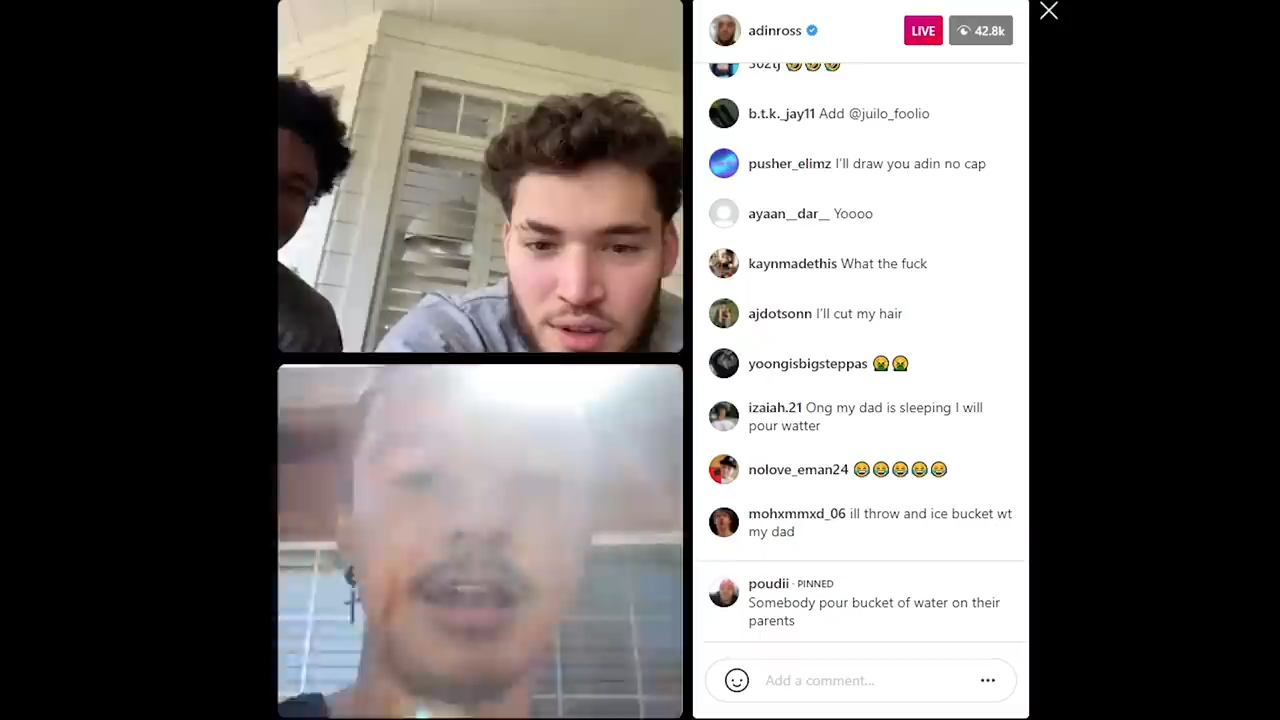 adinross
LIVE
42.8k
302tj
b.t.k._jay11 Add @juilo_foolio
pusher_elimz I'll draw you adin no cap
ayaan__dar__ Yoooo
kaynmadethis What the fuck
ajdotsonn I'll cut my hair
yoongisbigsteppas 🤮🤮
izaiah.21 Ong my dad is sleeping I will
pour watter
nolove_eman24 😂😂😂😂😂
mohxmmxd_06 ill throw and ice bucket wt
my dad
poudii · PINNED
Somebody pour bucket of water on their
parents
Add a comment...